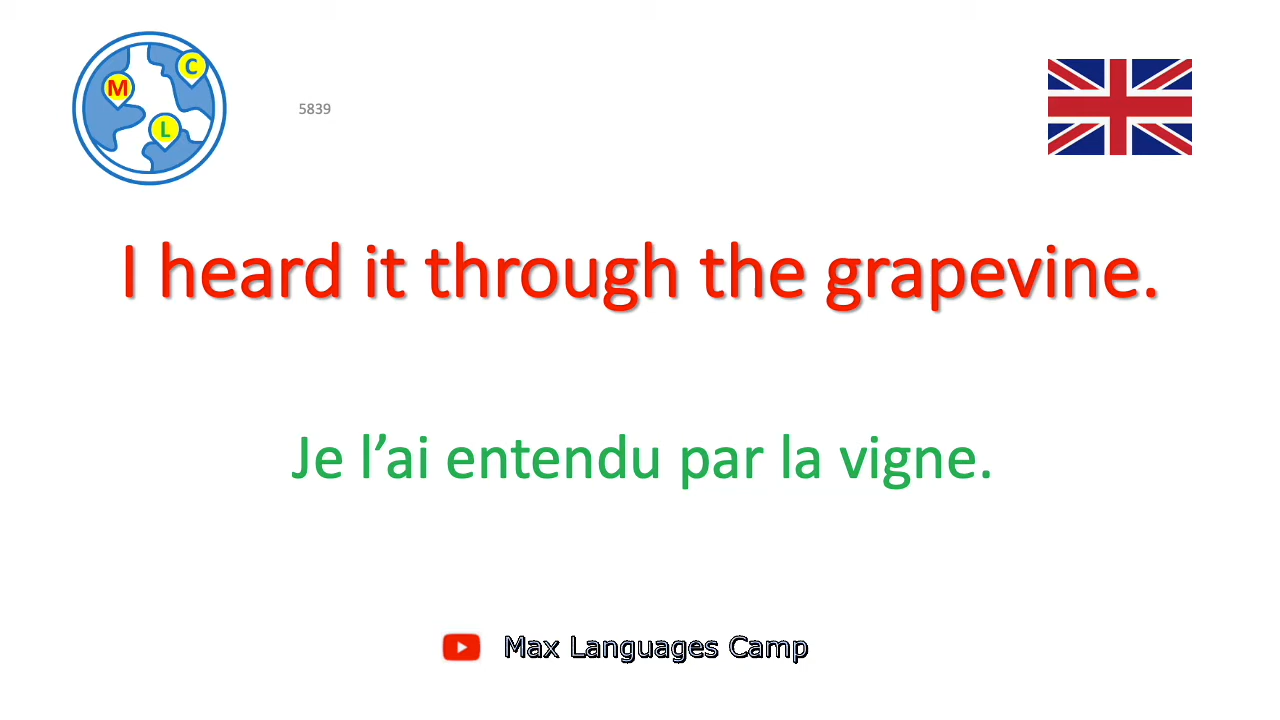 M
C
L
5839
I heard it through the grapevine.
Je l’ai entendu par la vigne.
Max Languages Camp